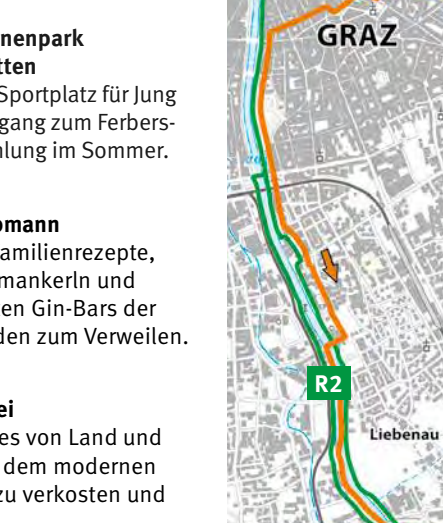 nenpark
tten
Sportplatz für Jung
gang zum Ferbers-
lung im Sommer.
omann
amilienrezepte,
mankerln und
en Gin-Bars der
den zum Verweilen.
ei
es von Land und
dem modernen
zu verkosten und
GRAZ
R2
Liebenau